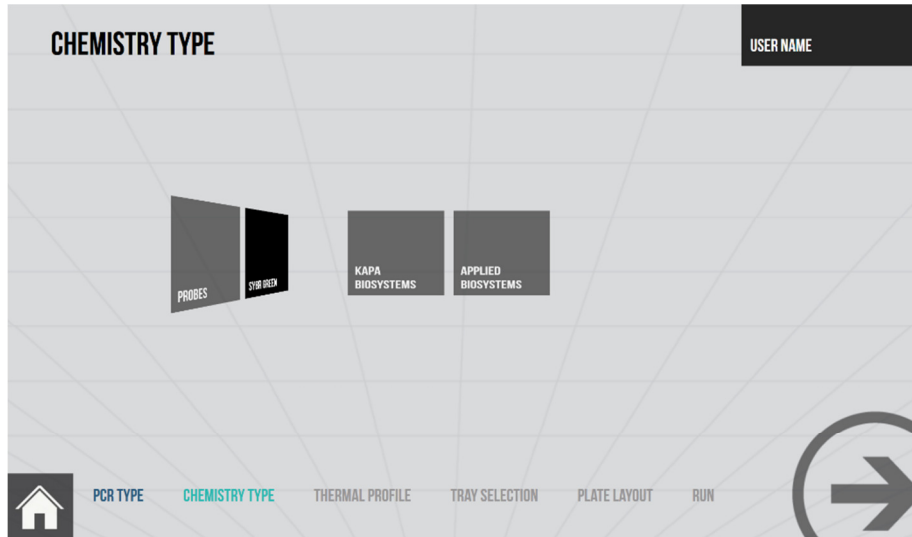 CHEMISTRY TYPE
USER NAME
PROBES
SYBR GREEN
KAPA
BIOSYSTEMS
APPLIED
BIOSYSTEMS
PCR TYPE
CHEMISTRY TYPE
THERMAL PROFILE
TRAY SELECTION
PLATE LAYOUT
RUN